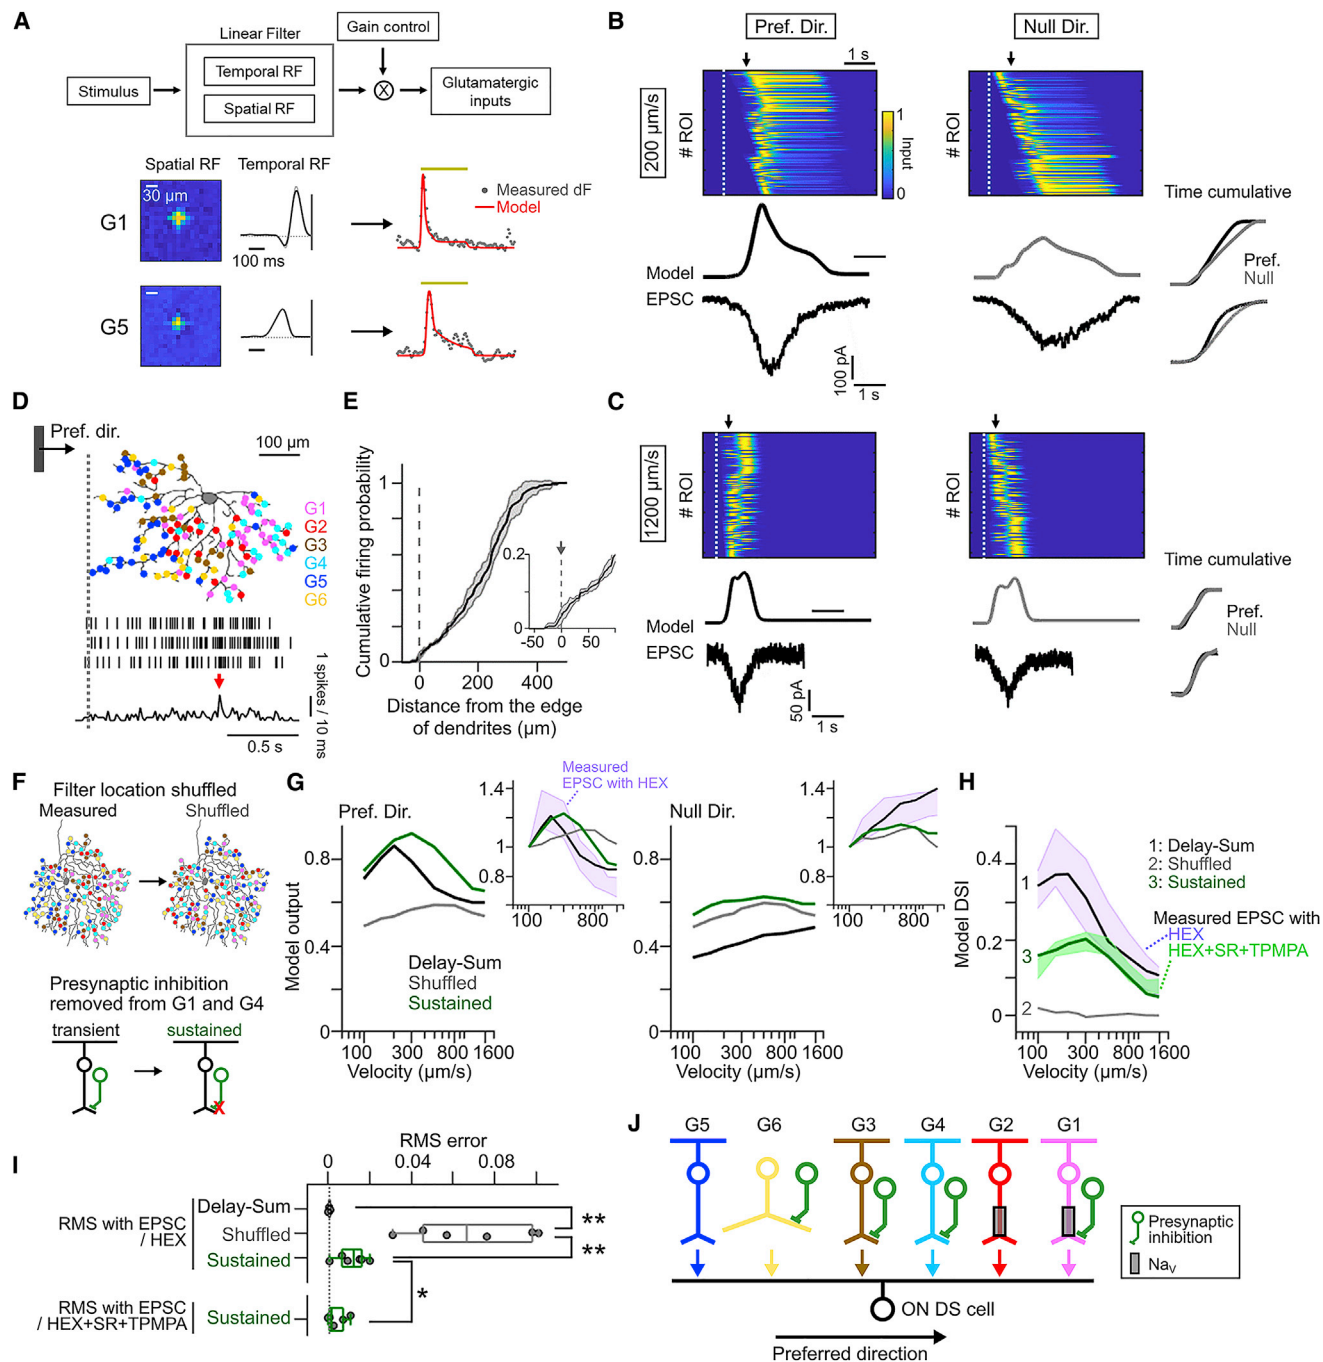 A
Linear Filter
Gain control
Stimulus
Temporal RF
Spatial RF
X
Glutamatergic
inputs
Spatial RF
Temporal RF
30 µm
G1
100 ms
Measured dF
Model
G5
B
Pref. Dir.
Null Dir.
1 s
200 µm/s
# ROI
1
Input
0
# ROI
Time cumulative
Model
Pref.
Null
EPSC
100 pA
1 s
C
1200 µm/s
# ROI
# ROI
Time cumulative
Model
Pref.
Null
EPSC
50 pA
1 s
D
Pref. dir.
100 µm
G1
G2
G3
G4
G5
G6
1 spikes / 10 ms
0.5 s
E
Cumulative firing probability
1
0
0.2
0
-50
0
50
0
200
400
Distance from the edge
of dendrites (µm)
F
Filter location shuffled
Measured
Shuffled
Presynaptic inhibition
removed from G1 and G4
transient
sustained
X
G
Pref. Dir.
Measured
EPSC with HEX
1.4
1
0.8
100
800
Model output
0.8
0.4
0
Delay-Sum
Shuffled
Sustained
100
300
800
1600
Velocity (µm/s)
Null Dir.
1.4
1
0.8
100
800
0.8
0.4
0
100
300
800
1600
Velocity (µm/s)
H
Model DSI
0.4
0.2
0
1
3
2
1: Delay-Sum
2: Shuffled
3: Sustained
Measured EPSC with
HEX
HEX+SR+TPMPA
100
300
800
1600
Velocity (µm/s)
I
RMS error
0
0.04
0.08
RMS with EPSC
/ HEX
Delay-Sum
Shuffled
Sustained
**
**
*
RMS with EPSC
/ HEX+SR+TPMPA
Sustained
J
G5
G6
G3
G4
G2
G1
Presynaptic
inhibition
NaV
ON DS cell
Preferred direction